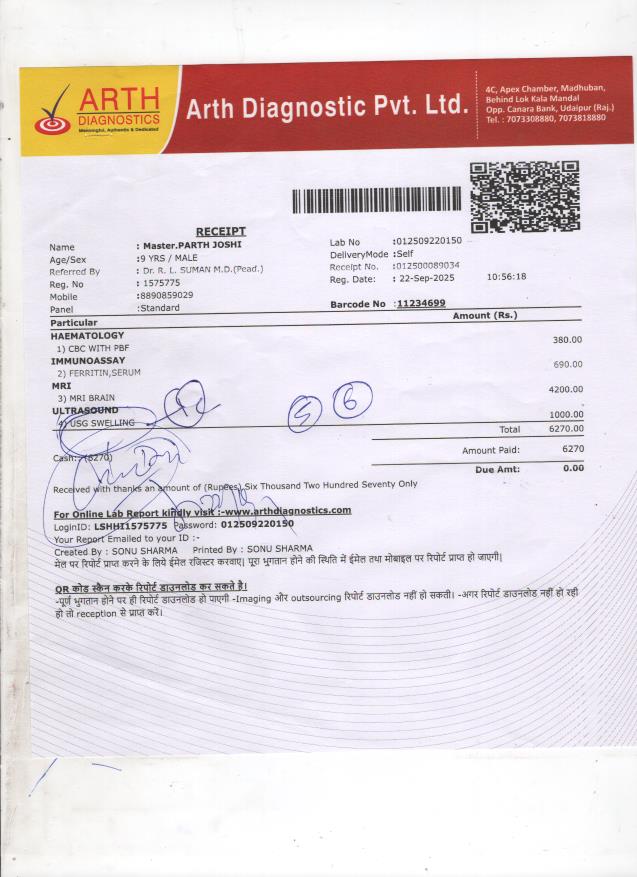 ARTH
DIAGNOSTICS
Meaningful, Authentic & Dedicated
Arth Diagnostic Pvt. Ltd.
4C, Apex Chamber, Madhuban,
Behind Lok Kala Mandal
Opp. Canara Bank, Udaipur (Raj.)
Tel. : 7073308880, 7073818880
RECEIPT
Name : Master.PARTH JOSHI
Age/Sex :9 YRS / MALE
Referred By : Dr. R. L. SUMAN M.D.(Pead.)
Reg. No : 1575775
Mobile :8890859029
Panel :Standard
Lab No :012509220150
DeliveryMode :Self
Receipt No. :012500089034
Reg. Date: : 22-Sep-2025 10:56:18
Barcode No :11234699
Particular Amount (Rs.)
HAEMATOLOGY
1) CBC WITH PBF 380.00
IMMUNOASSAY
2) FERRITIN,SERUM 690.00
MRI
3) MRI BRAIN 4200.00
ULTRASOUND
4) USG SWELLING 1000.00
5 6
Total 6270.00
Cash: (6270) Amount Paid: 6270
Due Amt: 0.00
Received with thanks an amount of (Rupees) Six Thousand Two Hundred Seventy Only
For Online Lab Report kindly visit :-www.arthdiagnostics.com
LoginID: LSHHI1575775 Password: 012509220150
Your Report Emailed to your ID :-
Created By : SONU SHARMA Printed By : SONU SHARMA
मेल पर रिपोर्ट प्राप्त करने के लिये ईमेल रजिस्टर करवाए। पूरा भुगतान होने की स्थिति में ईमेल तथा मोबाइल पर रिपोर्ट प्राप्त हो जाएगी।
QR कोड स्कैन करके रिपोर्ट डाउनलोड कर सकते है।
-पूर्ण भुगतान होने पर ही रिपोर्ट डाउनलोड हो पाएगी -Imaging और outsourcing रिपोर्ट डाउनलोड नहीं हो सकती। -अगर रिपोर्ट डाउनलोड नहीं हो रही
हो तो reception से प्राप्त करें।